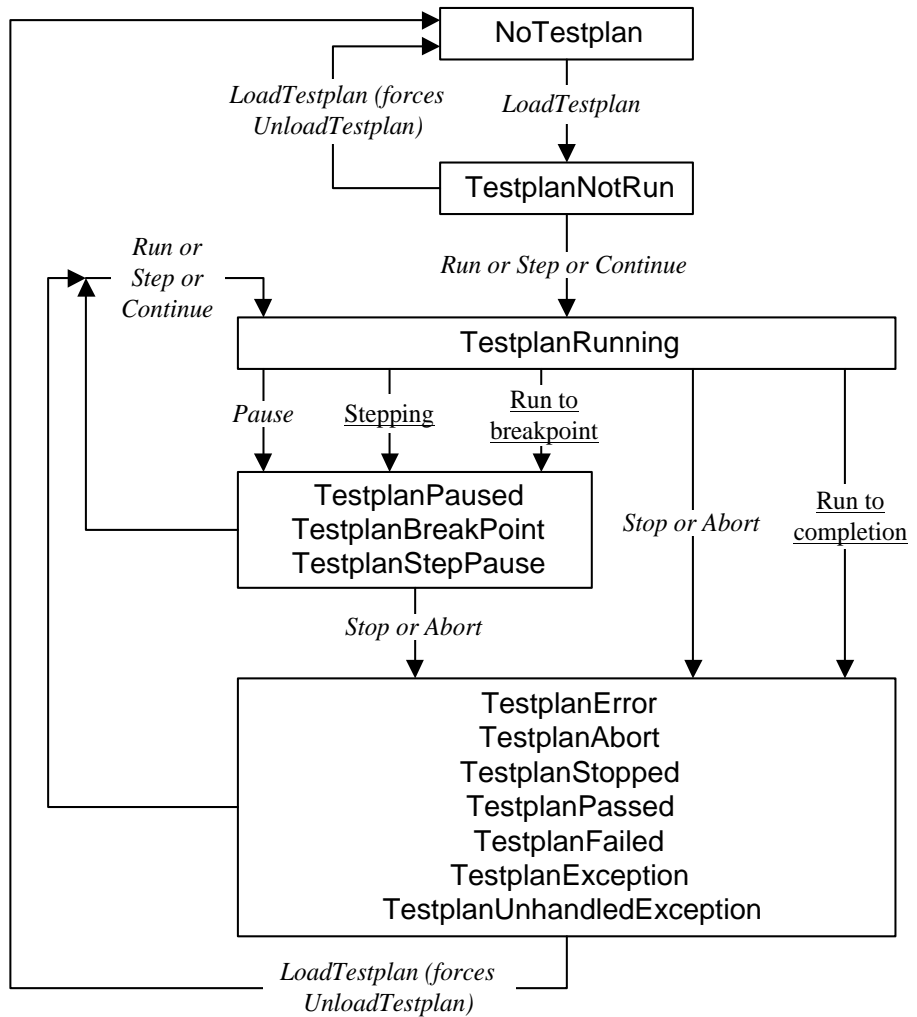 NoTestplan
LoadTestplan (forces
UnloadTestplan)
LoadTestplan
TestplanNotRun
Run or
Step or
Continue
Run or Step or Continue
TestplanRunning
Pause
Stepping
Run to
breakpoint
Stop or Abort
Run to
completion
TestplanPaused
TestplanBreakPoint
TestplanStepPause
Stop or Abort
TestplanError
TestplanAbort
TestplanStopped
TestplanPassed
TestplanFailed
TestplanException
TestplanUnhandledException
LoadTestplan (forces
UnloadTestplan)